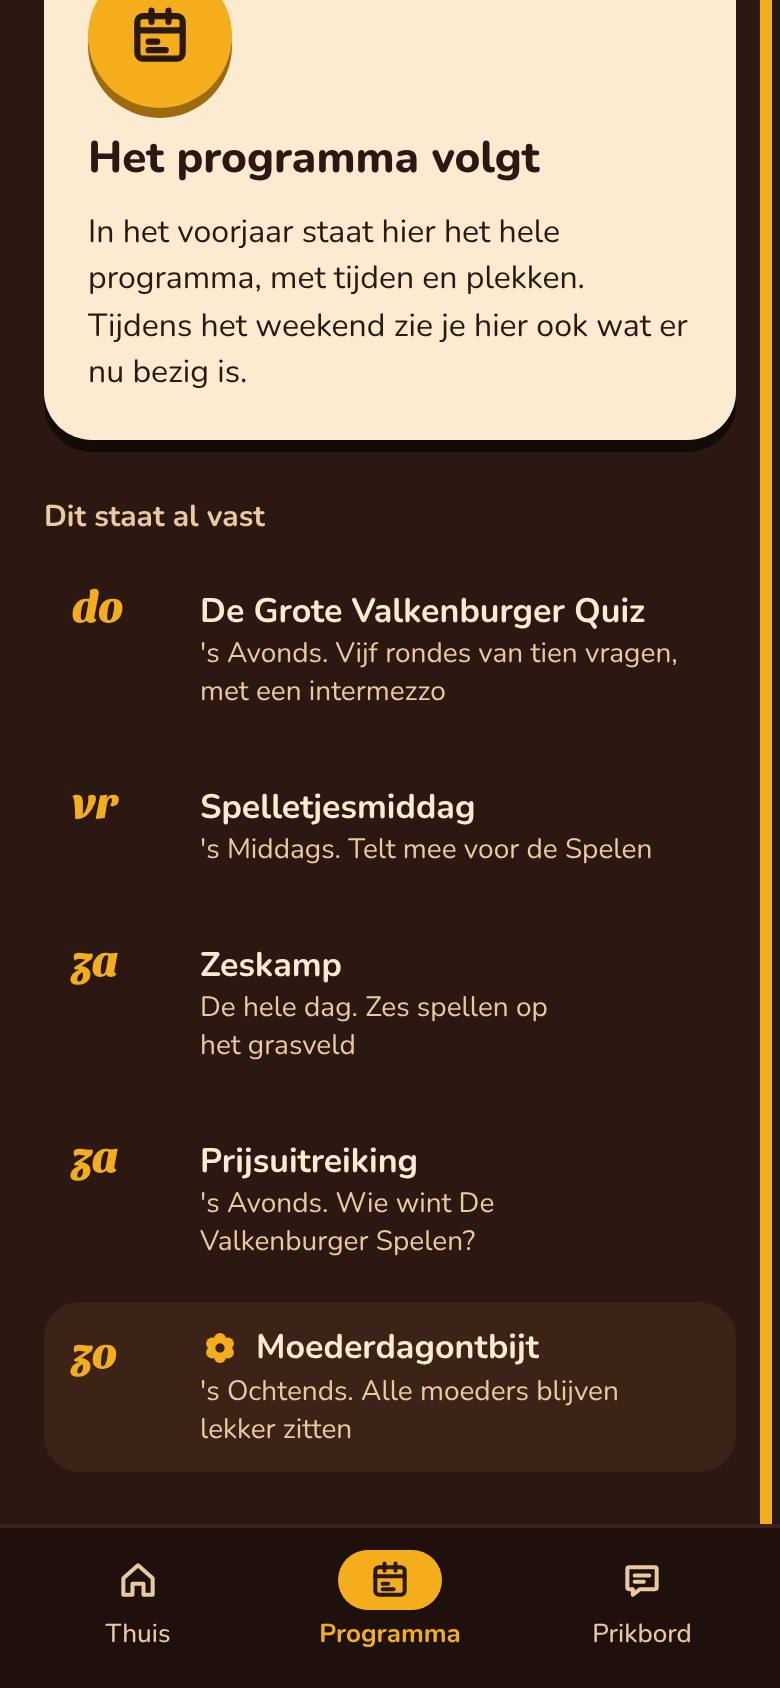 Het programma volgt
In het voorjaar staat hier het hele
programma, met tijden en plekken.
Tijdens het weekend zie je hier ook wat er
nu bezig is.
Dit staat al vast
do
De Grote Valkenburger Quiz
's Avonds. Vijf rondes van tien vragen,
met een intermezzo
vr
Spelletjesmiddag
's Middags. Telt mee voor de Spelen
za
Zeskamp
De hele dag. Zes spellen op
het grasveld
za
Prijsuitreiking
's Avonds. Wie wint De
Valkenburger Spelen?
zo
Moederdagontbijt
's Ochtends. Alle moeders blijven
lekker zitten
Thuis
Programma
Prikbord